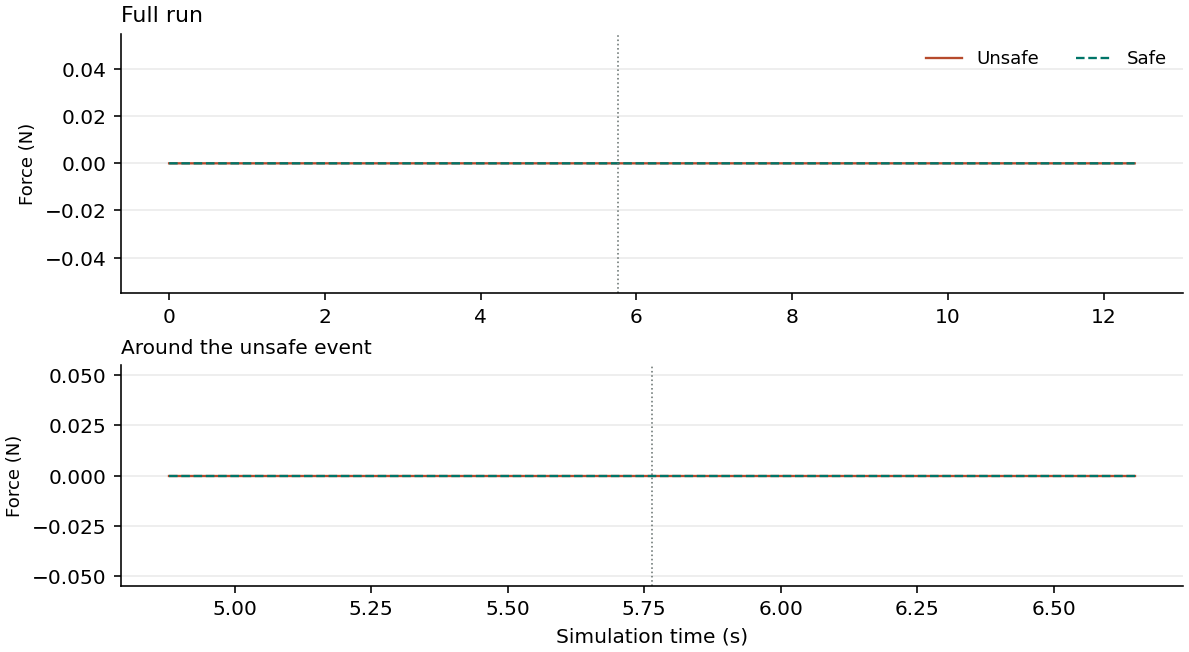 Full run
Unsafe
Safe
Force (N)
0.04
0.02
0.00
−0.02
−0.04
0 2 4 6 8 10 12
Around the unsafe event
Force (N)
0.050
0.025
0.000
−0.025
−0.050
5.00 5.25 5.50 5.75 6.00 6.25 6.50
Simulation time (s)